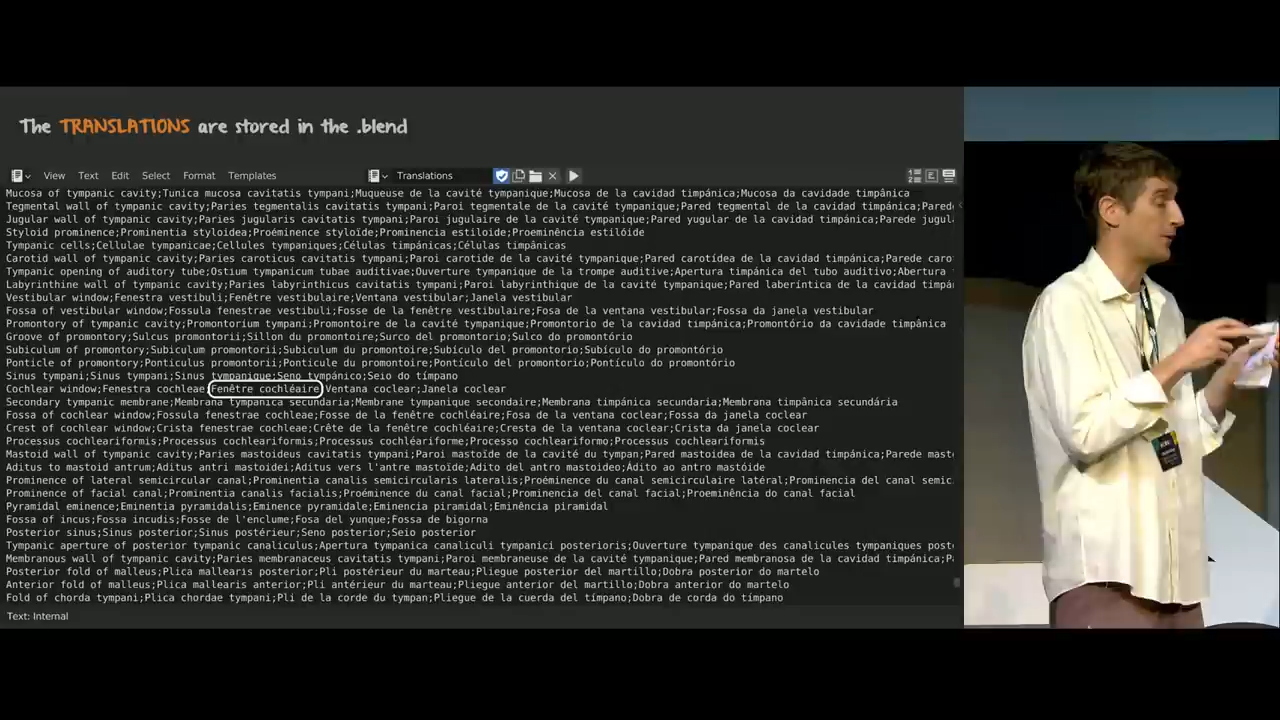 The TRANSLATIONS are stored in the .blend
View Text Edit Select Format Templates Translations
Mucosa of tympanic cavity;Tunica mucosa cavitatis tympani;Muqueuse de la cavité tympanique;Mucosa de la cavidad timpánica;Mucosa da cavidade timpânica
Tegmental wall of tympanic cavity;Paries tegmentalis cavitatis tympani;Paroi tegmentale de la cavité tympanique;Pared tegmental de la cavidad timpánica;Pared
Jugular wall of tympanic cavity;Paries jugularis cavitatis tympani;Paroi jugulaire de la cavité tympanique;Pared yugular de la cavidad timpánica;Parede jugula
Styloid prominence;Prominentia styloidea;Proéminence styloïde;Prominencia estiloide;Proeminência estilóide
Tympanic cells;Cellulae tympanicae;Cellules tympaniques;Células timpánicas;Células timpânicas
Carotid wall of tympanic cavity;Paries caroticus cavitatis tympani;Paroi carotide de la cavité tympanique;Pared carotídea de la cavidad timpánica;Parede caro
Tympanic opening of auditory tube;Ostium tympanicum tubae auditivae;Ouverture tympanique de la trompe auditive;Apertura timpánica del tubo auditivo;Abertura
Labyrinthine wall of tympanic cavity;Paries labyrinthicus cavitatis tympani;Paroi labyrinthique de la cavité tympanique;Pared laberíntica de la cavidad timpá
Vestibular window;Fenestra vestibuli;Fenêtre vestibulaire;Ventana vestibular;Janela vestibular
Fossa of vestibular window;Fossula fenestrae vestibuli;Fosse de la fenêtre vestibulaire;Fosa de la ventana vestibular;Fossa da janela vestibular
Promontory of tympanic cavity;Promontorium tympani;Promontoire de la cavité tympanique;Promontorio de la cavidad timpánica;Promontório da cavidade timpânica
Groove of promontory;Sulcus promontorii;Sillon du promontoire;Surco del promontorio;Sulco do promontório
Subiculum of promontory;Subiculum promontorii;Subiculum du promontoire;Subículo del promontorio;Subículo do promontório
Ponticle of promontory;Ponticulus promontorii;Ponticule du promontoire;Pontículo del promontorio;Pontículo do promontório
Sinus tympani;Sinus tympani;Sinus tympanique;Seno tympánico;Seio do tímpano
Cochlear window;Fenestra cochleae;Fenêtre cochléaire;Ventana coclear;Janela coclear
Secondary tympanic membrane;Membrana tympanica secundaria;Membrane tympanique secondaire;Membrana timpánica secundária;Membrana timpânica secundária
Fossa of cochlear window;Fossula fenestrae cochleae;Fosse de la fenêtre cochléaire;Fosa de la ventana coclear;Fossa da janela coclear
Crest of cochlear window;Crista fenestrae cochleae;Crête de la fenêtre cochléaire;Cresta de la ventana coclear;Crista da janela coclear
Processus cochleariformis;Processus cochleariformis;Processus cochléariforme;Processo cochleariformo;Processus cochleariformis
Mastoid wall of tympanic cavity;Paries mastoideus cavitatis tympani;Paroi mastoïde de la cavité du tympan;Pared mastoidea de la cavidad timpánica;Parede mast
Aditus to mastoid antrum;Aditus antri mastoidei;Aditus vers l'antre mastoïde;Adito del antro mastoideo;Ádito ao antro mastóide
Prominence of lateral semicircular canal;Prominentia canalis semicircularis lateralis;Proéminence du canal semicirculaire latéral;Prominencia del canal semic
Prominence of facial canal;Prominentia canalis facialis;Proéminence du canal facial;Prominencia del canal facial;Proeminência do canal facial
Pyramidal eminence;Eminentia pyramidalis;Eminence pyramidale;Eminencia piramidal;Eminência piramidal
Fossa of incus;Fossa incudis;Fosse de l'enclume;Fosa del yunque;Fossa de bigorna
Posterior sinus;Sinus posterior;Sinus postérieur;Seno posterior;Seio posterior
Tympanic aperture of posterior tympanic canaliculus;Apertura tympanica canaliculi tympanici posterioris;Ouverture tympanique des canalicules tympaniques post
Membranous wall of tympanic cavity;Paries membranaceus cavitatis tympani;Paroi membraneuse de la cavité tympanique;Pared membranosa de la cavidad timpánica;P
Posterior fold of malleus;Plica mallearis posterior;Pli postérieur du marteau;Pliegue posterior del martillo;Dobra posterior do martelo
Anterior fold of malleus;Plica mallearis anterior;Pli antérieur du marteau;Pliegue anterior del martillo;Dobra anterior do martelo
Fold of chorda tympani;Plica chordae tympani;Pli de la corde du tympan;Pliegue de la cuerda del tímpano;Dobra de corda do tímpano
Text: Internal